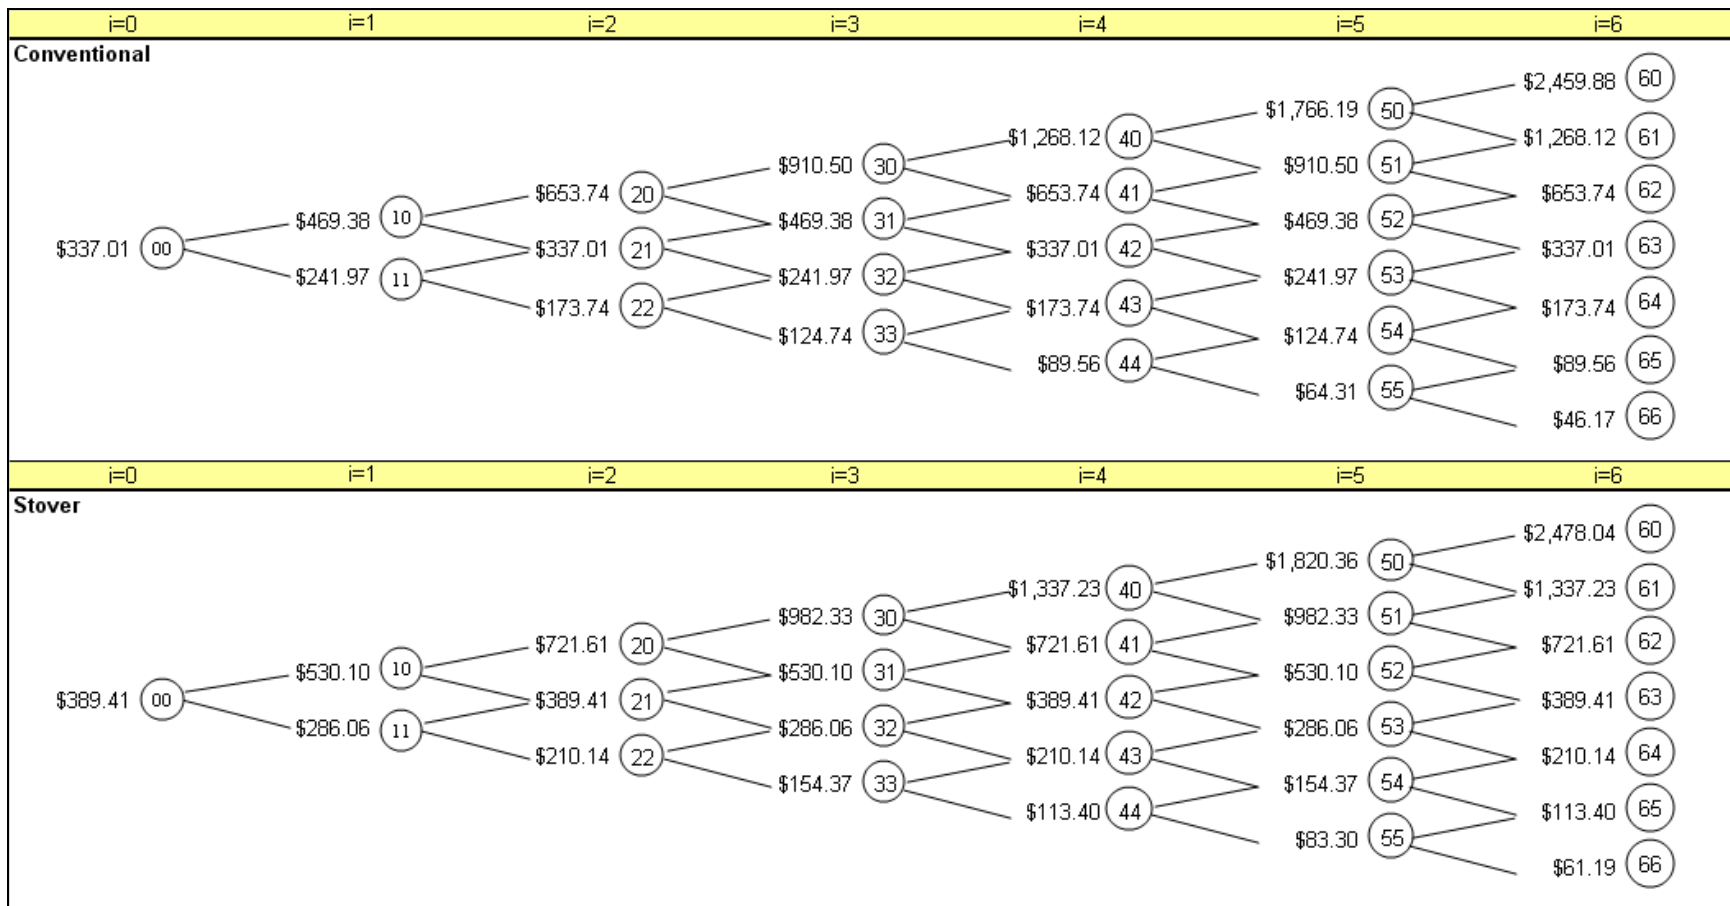 i=0 i=1 i=2 i=3 i=4 i=5 i=6
Conventional
$2,459.88 60
$1,766.19 50
$1,268.12 40 $1,268.12 61
$910.50 30 $910.50 51
$653.74 20 $653.74 41 $653.74 62
$469.38 10 $469.38 31 $469.38 52
$337.01 00 $337.01 21 $337.01 42 $337.01 63
$241.97 11 $241.97 32 $241.97 53
$173.74 22 $173.74 43 $173.74 64
$124.74 33 $124.74 54
$89.56 44 $89.56 65
$64.31 55
$46.17 66
i=0 i=1 i=2 i=3 i=4 i=5 i=6
Stover
$2,478.04 60
$1,820.36 50
$1,337.23 40 $1,337.23 61
$982.33 30 $982.33 51
$721.61 20 $721.61 41 $721.61 62
$530.10 10 $530.10 31 $530.10 52
$389.41 00 $389.41 21 $389.41 42 $389.41 63
$286.06 11 $286.06 32 $286.06 53
$210.14 22 $210.14 43 $210.14 64
$154.37 33 $154.37 54
$113.40 44 $113.40 65
$83.30 55
$61.19 66